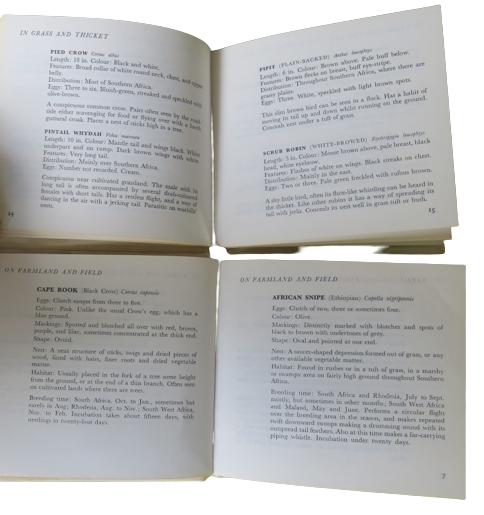 IN GRASS AND THICKET
PIED CROW Corvus albus
Length: 18 in. Colour: Black and white.
Features: Broad collar of white round neck, chest, and upper
belly.
Distribution: Most of Southern Africa.
Eggs: Three to six. Bluish-green, streaked and speckled with
olive-brown.
A conspicuous common crow. Pairs often seen by the road-
side either scavenging for food or flying over with a harsh
guttural croak. Places a nest of sticks high in a tree.
PINTAIL WHYDAH Vidua macroura
Length: 10 in. Colour: Mantle and tail and wings black. White
underpart and on rump. Dark brown wings with white.
Features: Very long tail.
Distribution: Mainly over Southern Africa.
Eggs: Number not recorded. Cream.
Conspicuous near cultivated grassland. The male with its
long tail is often accompanied by several drab-coloured
females with short tails. Has a restless flight, and a way of
dancing in the air with a jerking tail. Parasitic on waxbills'
nests.
14
PIPIT (PLAIN-BACKED) Anthus leucophrys
Length: 6 in. Colour: Brown above. Pale buff below.
Features: Brown flecks on breast, buff eye-stripe.
Distribution: Throughout Southern Africa, where there are
grassy plains.
Eggs: Three. White, speckled with light brown spots.
This slim brown bird can be seen in a flock. Has a habit of
moving its tail up and down whilst running on the ground.
Conceals nest under a tuft of grass.
SCRUB ROBIN (WHITE-BROWED) Erythropygia leucophrys
Length: 5 in. Colour: Mouse brown above, pale breast, black
head, white eyebrow.
Features: Flashes of white on wings. Black streaks on chest.
Distribution: Mainly in the east.
Eggs: Two or three. Pale green freckled with rufous brown.
A shy little bird, often its flute-like whistling can be heard in
the thicket. Like other robins it has a way of spreading its
tail with jerks. Conceals its nest well in grass tuft or bush.
15
ON FARMLAND AND FIELD
CAPE ROOK (Black Crow) Corvus capensis
Eggs: Clutch ranges from three to five.
Colour: Pink. Unlike the usual Crow's egg, which has a
blue ground.
Markings: Spotted and blotched all over with red, brown,
purple, and lilac, sometimes concentrated at the thick end.
Shape: Ovoid.
Nest: A neat structure of sticks, twigs and dried pieces of
wood, lined with hairs, finer roots and dried vegetable
matter.
Habitat: Usually placed in the fork of a tree some height
from the ground, or at the end of a thin branch. Often seen
on cultivated lands where there are trees.
Breeding time: South Africa, Oct. to Jan., sometimes but
rarely in Aug; Rhodesia, Aug. to Nov.; South West Africa,
Nov. to Feb. Incubation takes about fifteen days, with
nestlings in twenty-four days.
ON FARMLAND AND FIELD
AFRICAN SNIPE (Ethiopian) Capella nigripennis
Eggs: Clutch of two, three or sometimes four.
Colour: Olive.
Markings: Distinctly marked with blotches and spots of
black to brown with undertones of grey.
Shape: Oval and pointed at one end.
Nest: A saucer-shaped depression formed out of grass, or any
other available vegetable matter.
Habitat: Found in rushes or in a tuft of grass, in a marshy
or swampy area on fairly high ground throughout Southern
Africa.
Breeding time: South Africa and Rhodesia, July to Sept.
mostly, but sometimes in other months; South West Africa
and Maland, May and June. Performs a circular flight
over the breeding area in the season, and makes repeated
swift downward swoops making a drumming sound with its
outspread tail feathers. Also at this time makes a far-carrying
piping whistle. Incubation under twenty days.
7